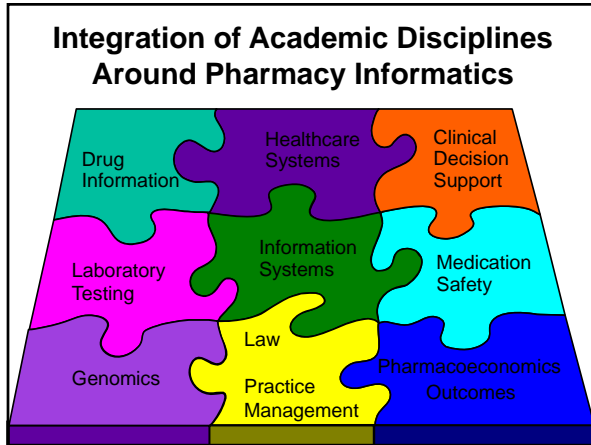 Integration of Academic Disciplines
Around Pharmacy Informatics
Drug
Information
Healthcare
Systems
Clinical
Decision
Support
Laboratory
Testing
Information
Systems
Medication
Safety
Genomics
Law
Practice
Management
Pharmacoeconomics
Outcomes